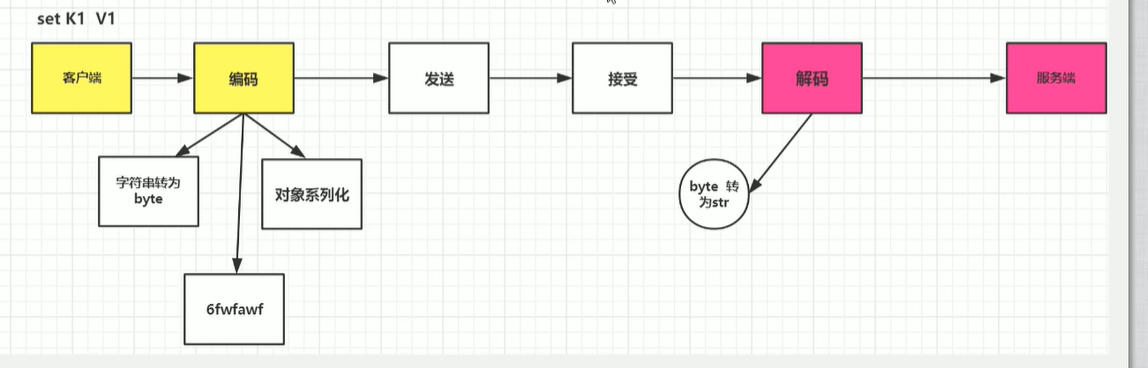 set K1 V1
客户端
编码
发送
接受
解码
服务端
字符串转为
byte
对象系列化
byte 转
为str
6fwfawf